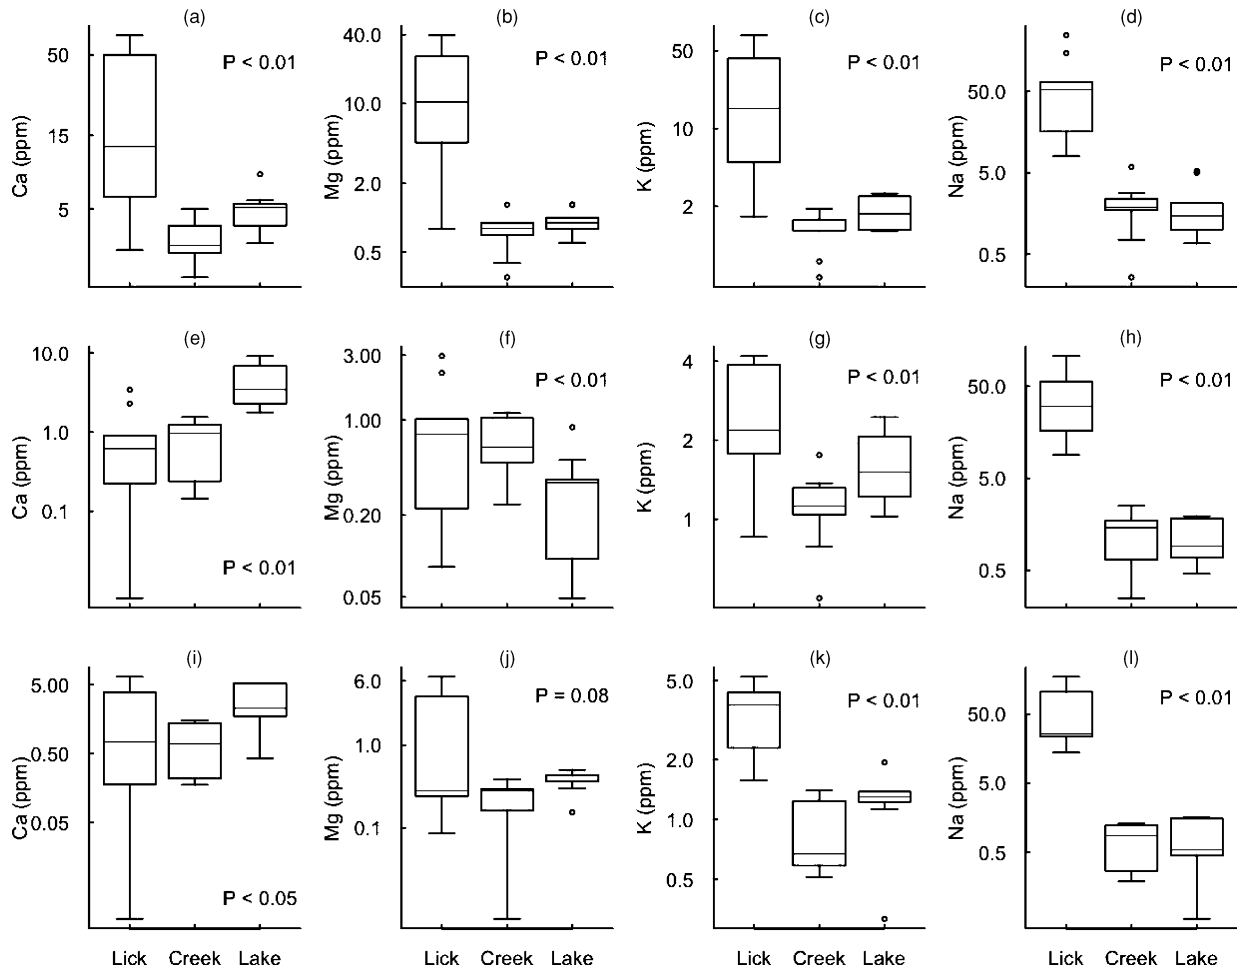 (a) (b) (c) (d)
Ca (ppm)
50
15
5
P < 0.01
Mg (ppm)
40.0
10.0
2.0
0.5
P < 0.01
K (ppm)
50
10
2
P < 0.01
Na (ppm)
50.0
5.0
0.5
P < 0.01
(e) (f) (g) (h)
Ca (ppm)
10.0
1.0
0.1
P < 0.01
Mg (ppm)
3.00
1.00
0.20
0.05
P < 0.01
K (ppm)
4
2
1
P < 0.01
Na (ppm)
50.0
5.0
0.5
P < 0.01
(i) (j) (k) (l)
Ca (ppm)
5.00
0.50
0.05
P < 0.05
Mg (ppm)
6.0
1.0
0.1
P = 0.08
K (ppm)
5.0
2.0
1.0
0.5
P < 0.01
Na (ppm)
50.0
5.0
0.5
P < 0.01
Lick Creek Lake
Lick Creek Lake
Lick Creek Lake
Lick Creek Lake